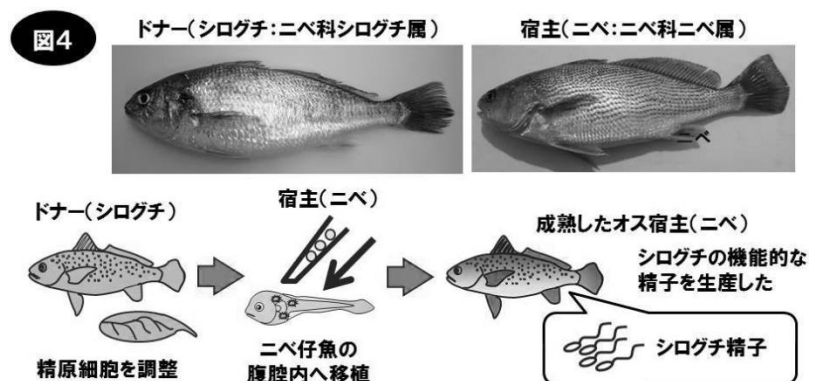 図4
ドナー(シログチ:ニベ科シログチ属)
宿主(ニベ:ニベ科ニベ属)
ニベ
ドナー(シログチ)
宿主(ニベ)
成熟したオス宿主(ニベ)
シログチの機能的な
精子を生産した
シログチ精子
精原細胞を調整
ニベ仔魚の
腹腔内へ移植